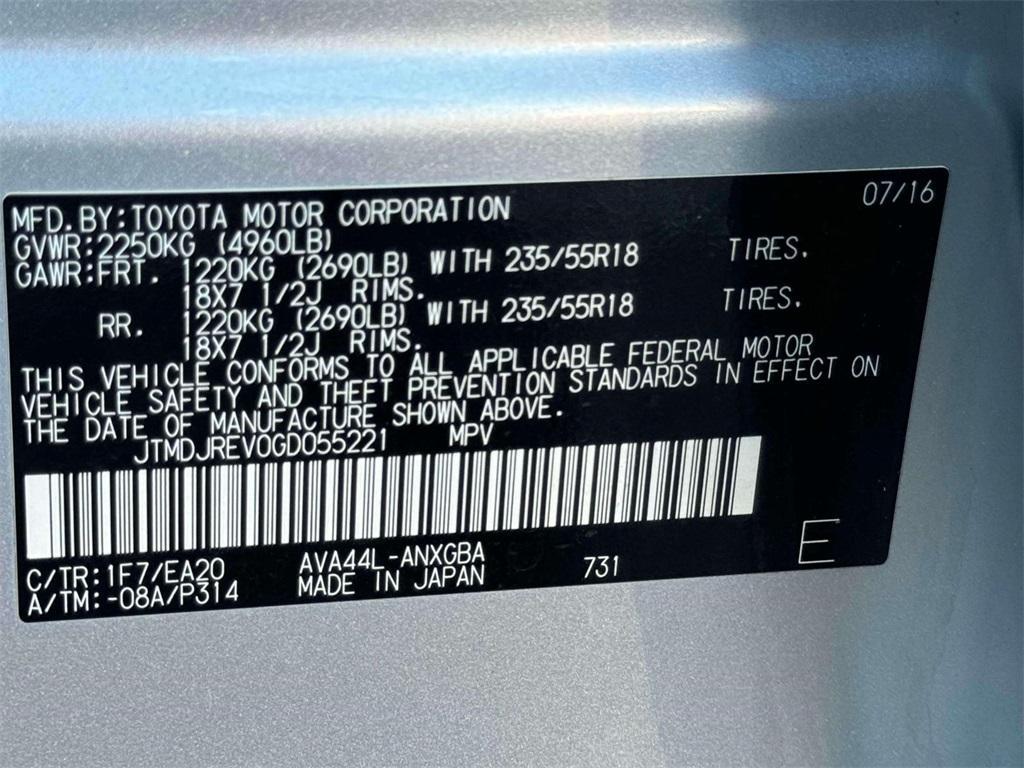 07/16
MFD.BY:TOYOTA MOTOR CORPORATION
GVWR:2250KG (4960LB)
GAWR:FRT. 1220KG (2690LB) WITH 235/55R18 TIRES.
18X7 1/2J RIMS.
RR. 1220KG (2690LB) WITH 235/55R18 TIRES.
18X7 1/2J RIMS.
THIS VEHICLE CONFORMS TO ALL APPLICABLE FEDERAL MOTOR
VEHICLE SAFETY AND THEFT PREVENTION STANDARDS IN EFFECT ON
THE DATE OF MANUFACTURE SHOWN ABOVE.
JTMDJREV0GD055221 MPV
C/TR:1F7/EA20 AVA44L-ANXGBA 731 E
A/TM:-08A/P314 MADE IN JAPAN